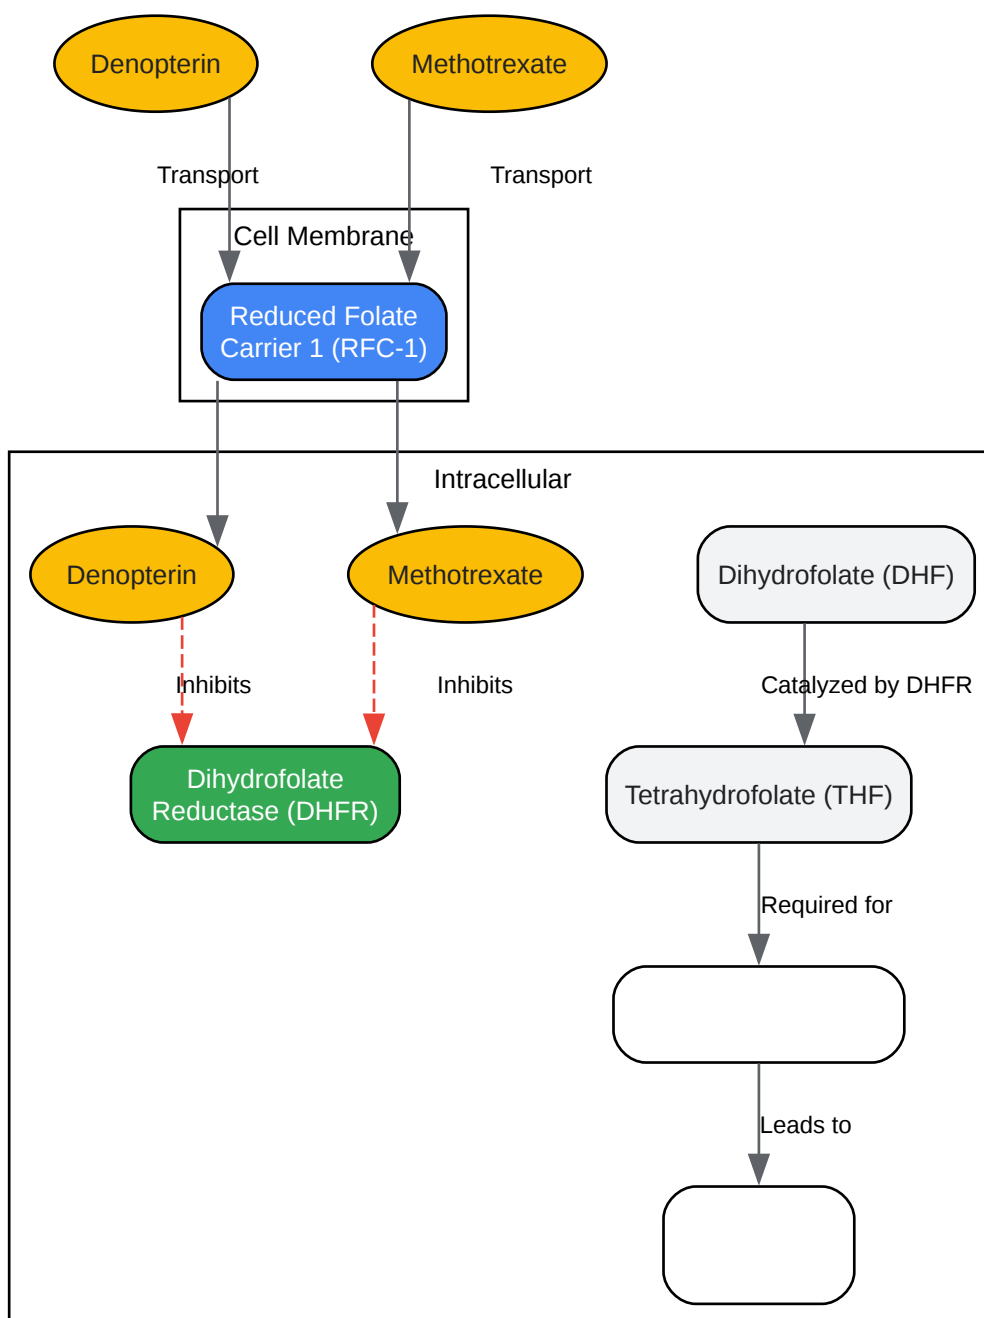 Denopterin
Methotrexate
Transport
Transport
Cell Membrane
Reduced Folate
Carrier 1 (RFC-1)
Intracellular
Denopterin
Methotrexate
Dihydrofolate (DHF)
Inhibits
Inhibits
Catalyzed by DHFR
Dihydrofolate
Reductase (DHFR)
Tetrahydrofolate (THF)
Required for
Leads to